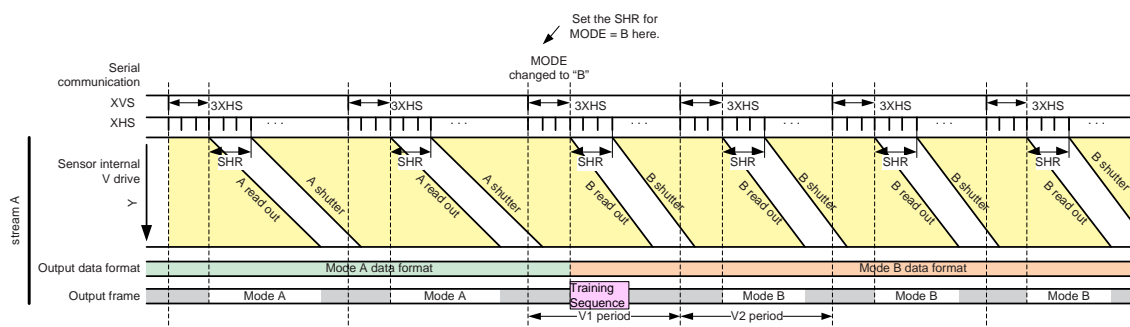 Set the SHR for
MODE = B here.
MODE
changed to “B”
Serial
communication
XVS
3XHS 3XHS 3XHS 3XHS 3XHS 3XHS
XHS
... ... ... ... ... ...
stream A
Sensor internal
V drive
Y
SHR SHR SHR SHR SHR SHR
A read out A shutter A read out A shutter B read out B shutter B read out B shutter B read out B shutter B read out B shutter
Output data format Mode A data format Mode B data format
Output frame Mode A Mode A Training
Sequence Mode B Mode B Mode B
V1 period V2 period